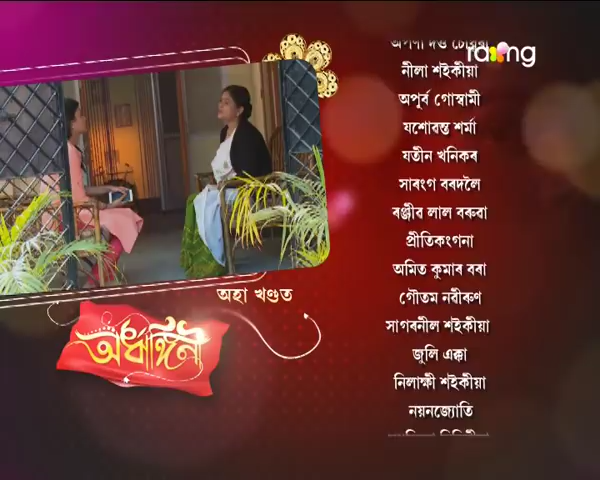 rang
নীলা শইকীয়া
অপূৰ্ব গোস্বামী
যশোৱন্ত শৰ্মা
যতীন খনিকৰ
সাৰংগ বৰদলৈ
ৰঞ্জীৱ লাল বৰুৱা
প্ৰীতিকংগনা
অমিত কুমাৰ বৰা
গৌতম নবীৰুণ
সাগৰনীল শইকীয়া
জুলি এক্কা
নিলাক্ষী শইকীয়া
নয়নজ্যোতি
অহা খণ্ডত
অৰ্ধাঙ্গিনী